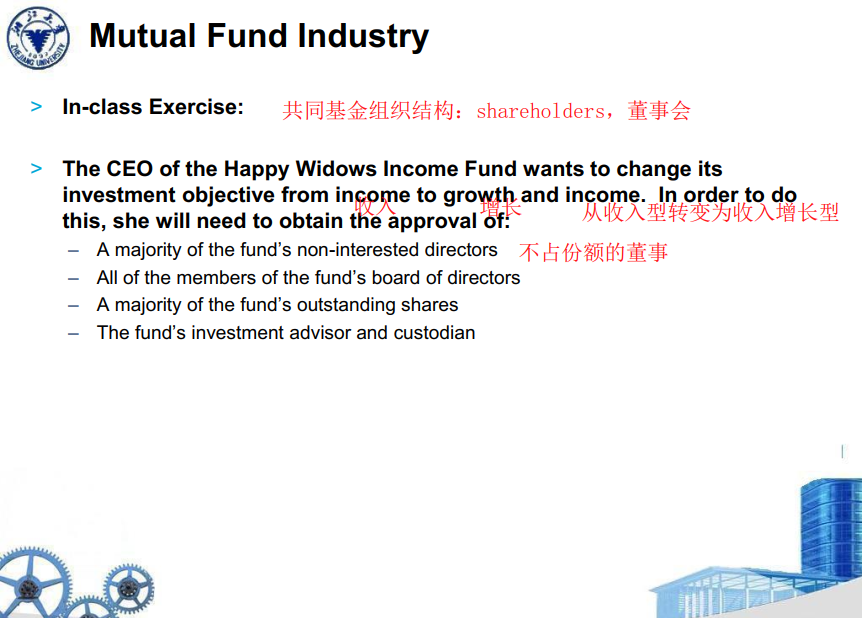 Mutual Fund Industry
> In-class Exercise: 共同基金组织结构：shareholders，董事会
> The CEO of the Happy Widows Income Fund wants to change its
investment objective from income to growth and income. In order to do
收入 增长 从收入型转变为收入增长型
this, she will need to obtain the approval of:
– A majority of the fund's non-interested directors 不占份额的董事
– All of the members of the fund's board of directors
– A majority of the fund's outstanding shares
– The fund's investment advisor and custodian